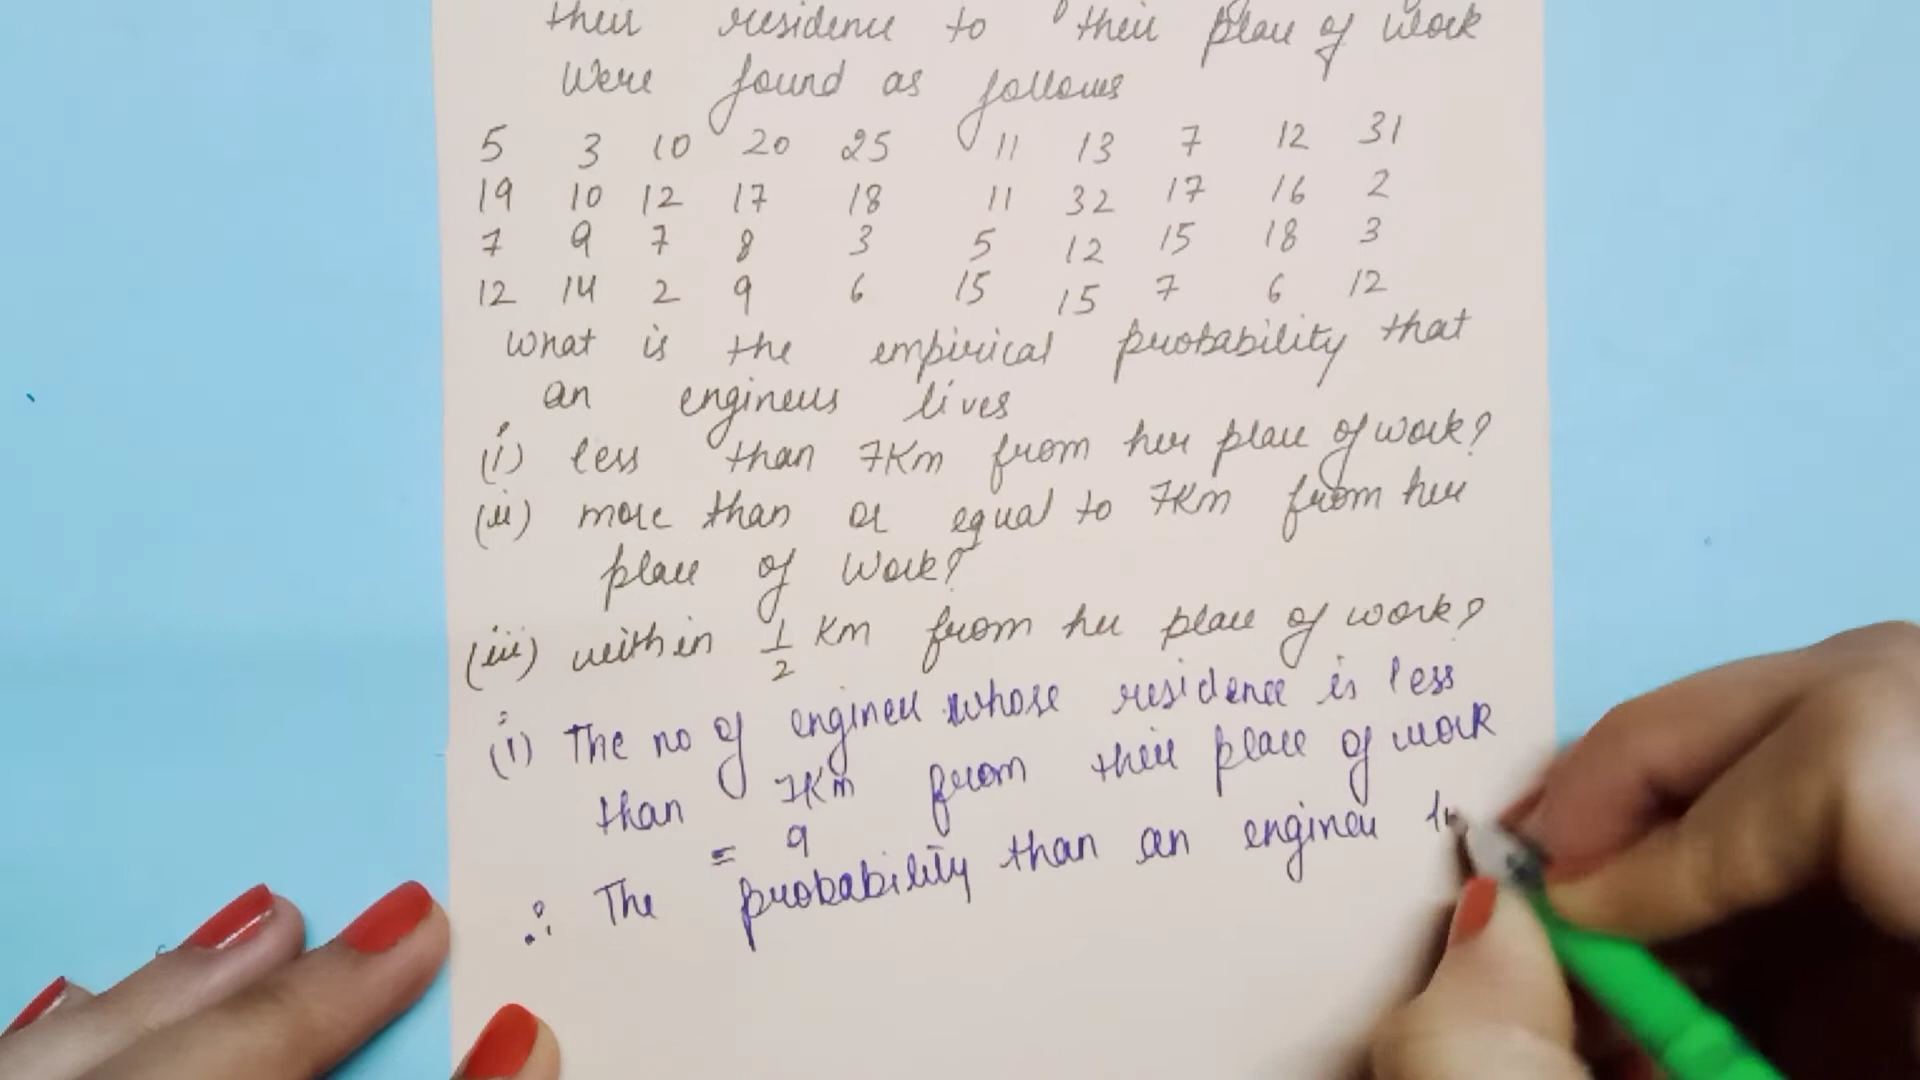 their residence to their place of work
were found as follows
5 3 10 20 25 11 13 7 12 31
19 10 12 17 18 11 32 17 16 2
7 9 7 8 3 5 12 15 18 3
12 14 2 9 6 15 15 7 6 12
what is the empirical probability that
an engineers lives
(i) less than 7Km from her place of work?
(ii) more than or equal to 7Km from her
place of work?
(iii) within 1/2 Km from her place of work?
(i) The no of engineer whose residence is less
than 7Km from their place of work
= 9
∴ The probability than an engineer